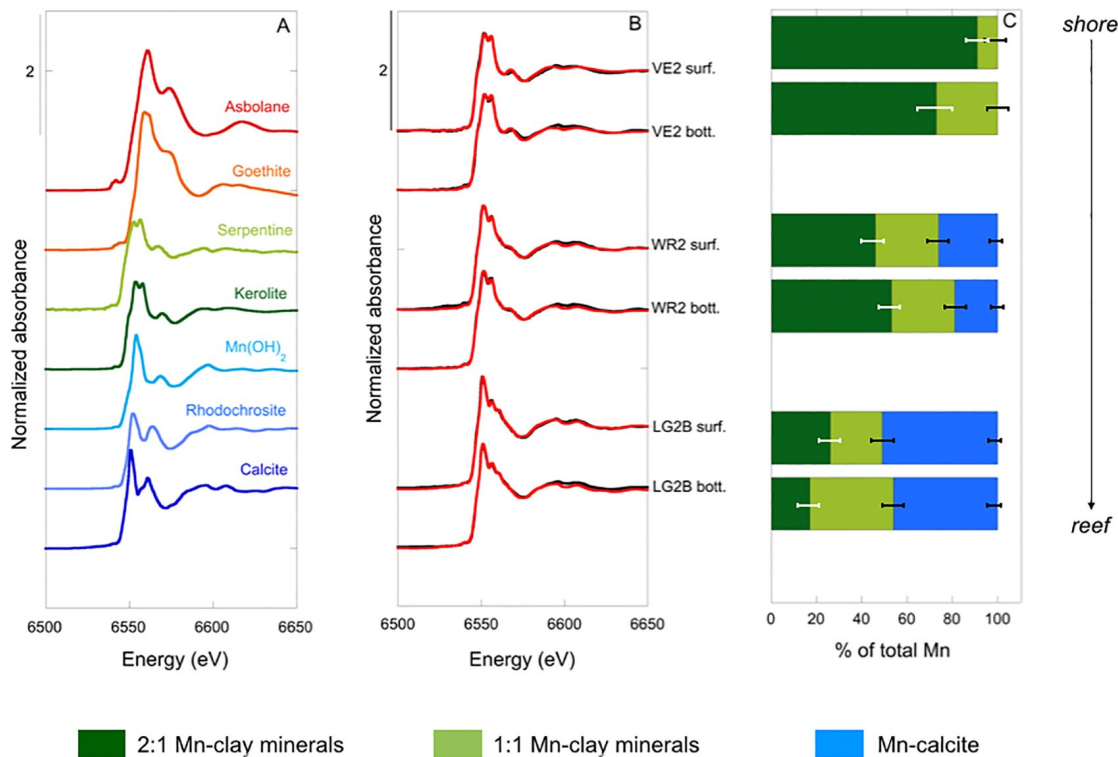 A
B
C
shore
reef
Normalized absorbance
2
Asbolane
Goethite
Serpentine
Kerolite
Mn(OH)2
Rhodochrosite
Calcite
6500 6550 6600 6650
Energy (eV)
Normalized absorbance
2
VE2 surf.
VE2 bott.
WR2 surf.
WR2 bott.
LG2B surf.
LG2B bott.
6500 6550 6600 6650
Energy (eV)
0 20 40 60 80 100
% of total Mn
2:1 Mn-clay minerals
1:1 Mn-clay minerals
Mn-calcite